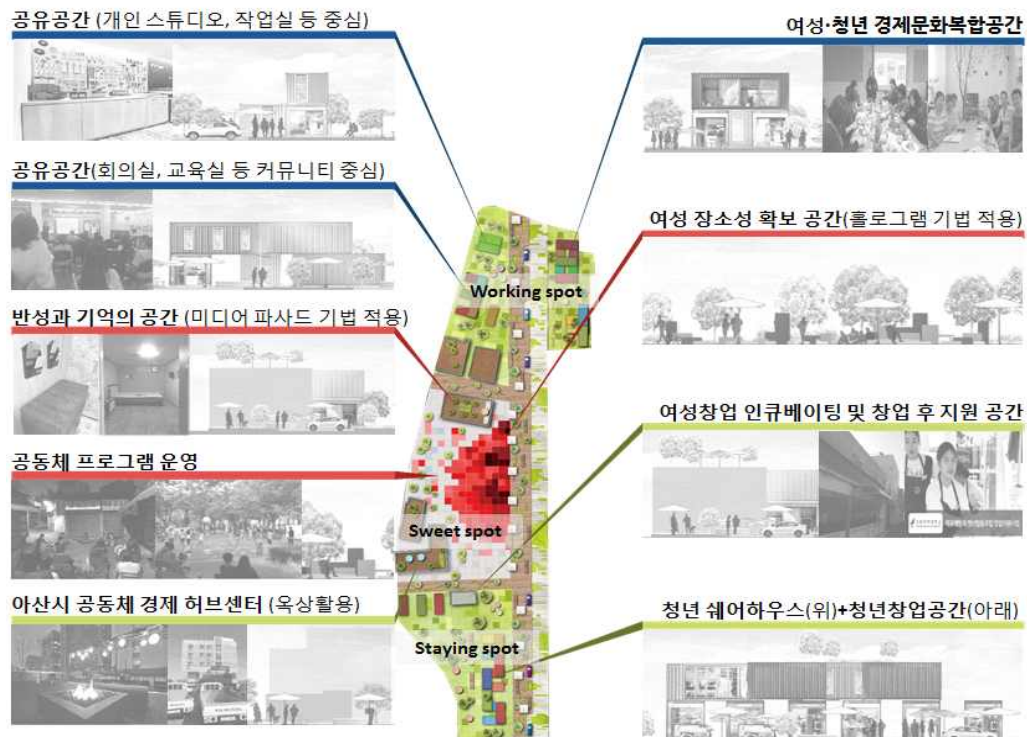 공유공간 (개인 스튜디오, 작업실 등 중심)
여성·청년 경제문화복합공간
공유공간(회의실, 교육실 등 커뮤니티 중심)
여성 장소성 확보 공간(홀로그램 기법 적용)
Working spot
반성과 기억의 공간 (미디어 파사드 기법 적용)
여성창업 인큐베이팅 및 창업 후 지원 공간
공동체 프로그램 운영
Sweet spot
아산시 공동체 경제 허브센터 (옥상활용)
청년 쉐어하우스(위)+청년창업공간(아래)
Staying spot